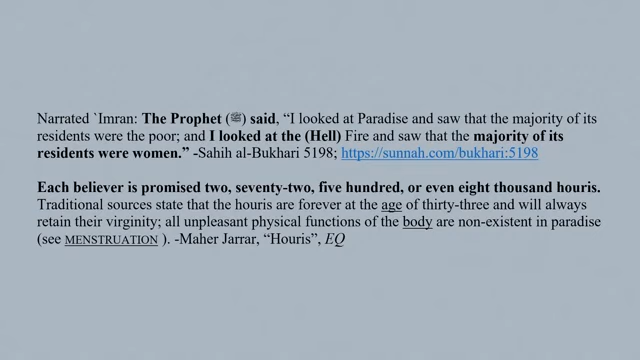 Narrated `Imran: The Prophet (ﷺ) said, “I looked at Paradise and saw that the majority of its
residents were the poor; and I looked at the (Hell) Fire and saw that the majority of its
residents were women.” -Sahih al-Bukhari 5198; https://sunnah.com/bukhari:5198
Each believer is promised two, seventy-two, five hundred, or even eight thousand houris.
Traditional sources state that the houris are forever at the age of thirty-three and will always
retain their virginity; all unpleasant physical functions of the body are non-existent in paradise
(see MENSTRUATION ). -Maher Jarrar, “Houris”, EQ